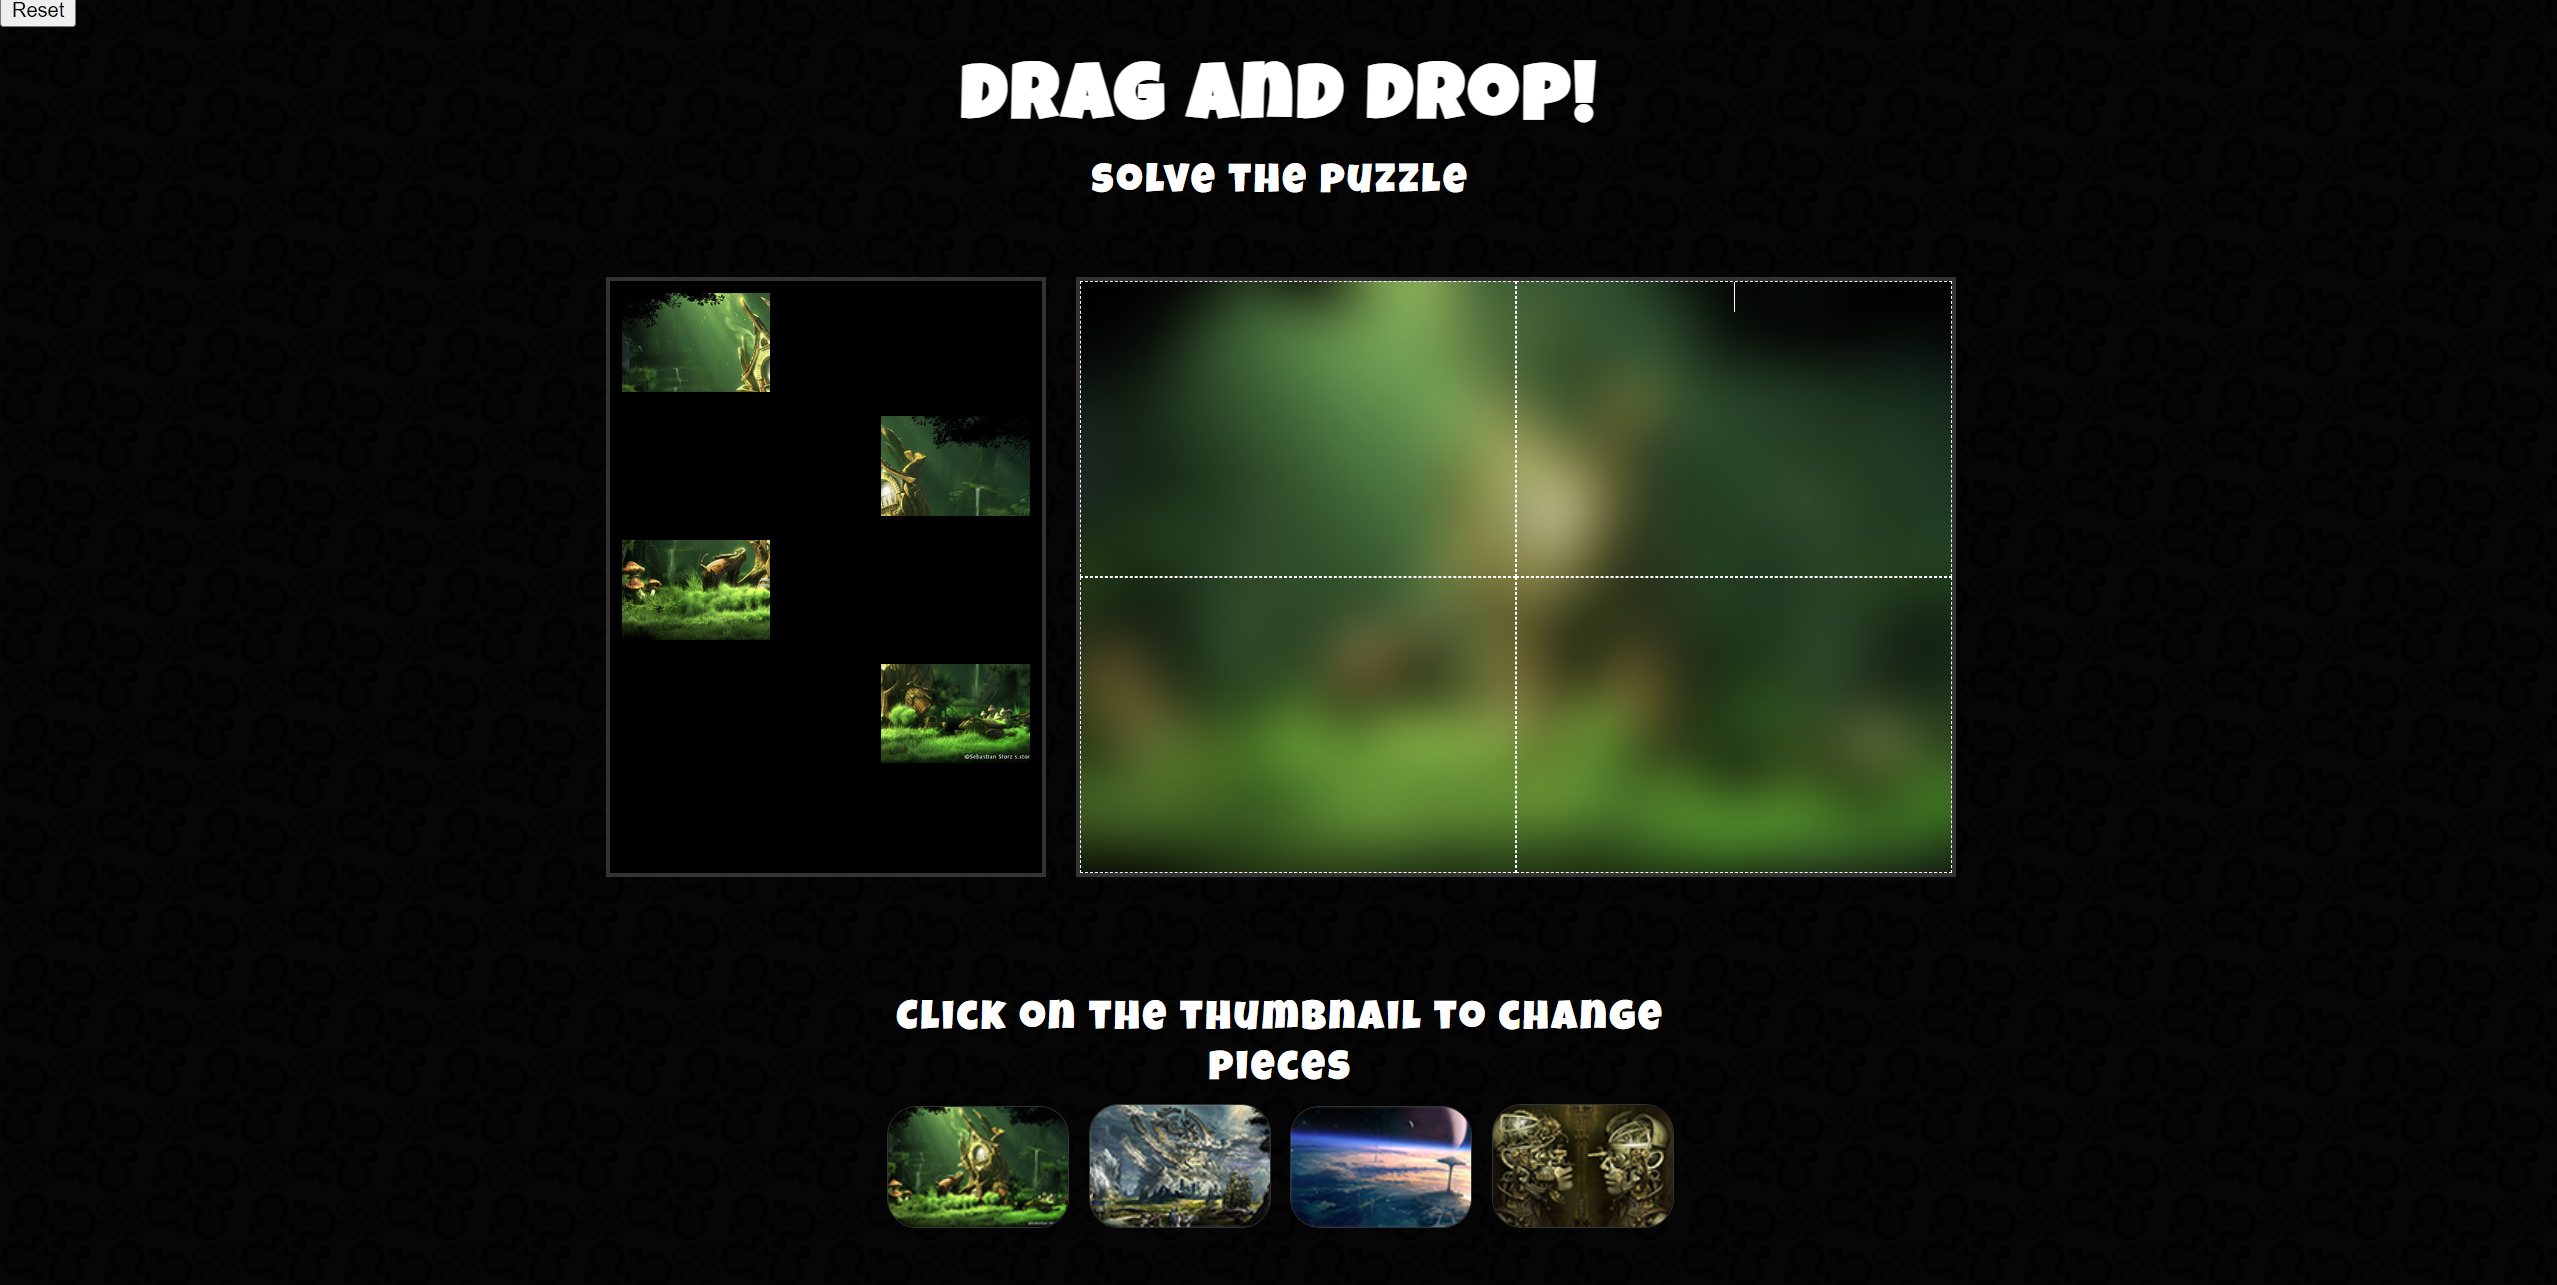 Reset
DRAG AND DROP!
SOLVE THE PUZZLE
©Sebastian Storz s.stor
CLICK ON THE THUMBNAIL TO CHANGE
PIECES